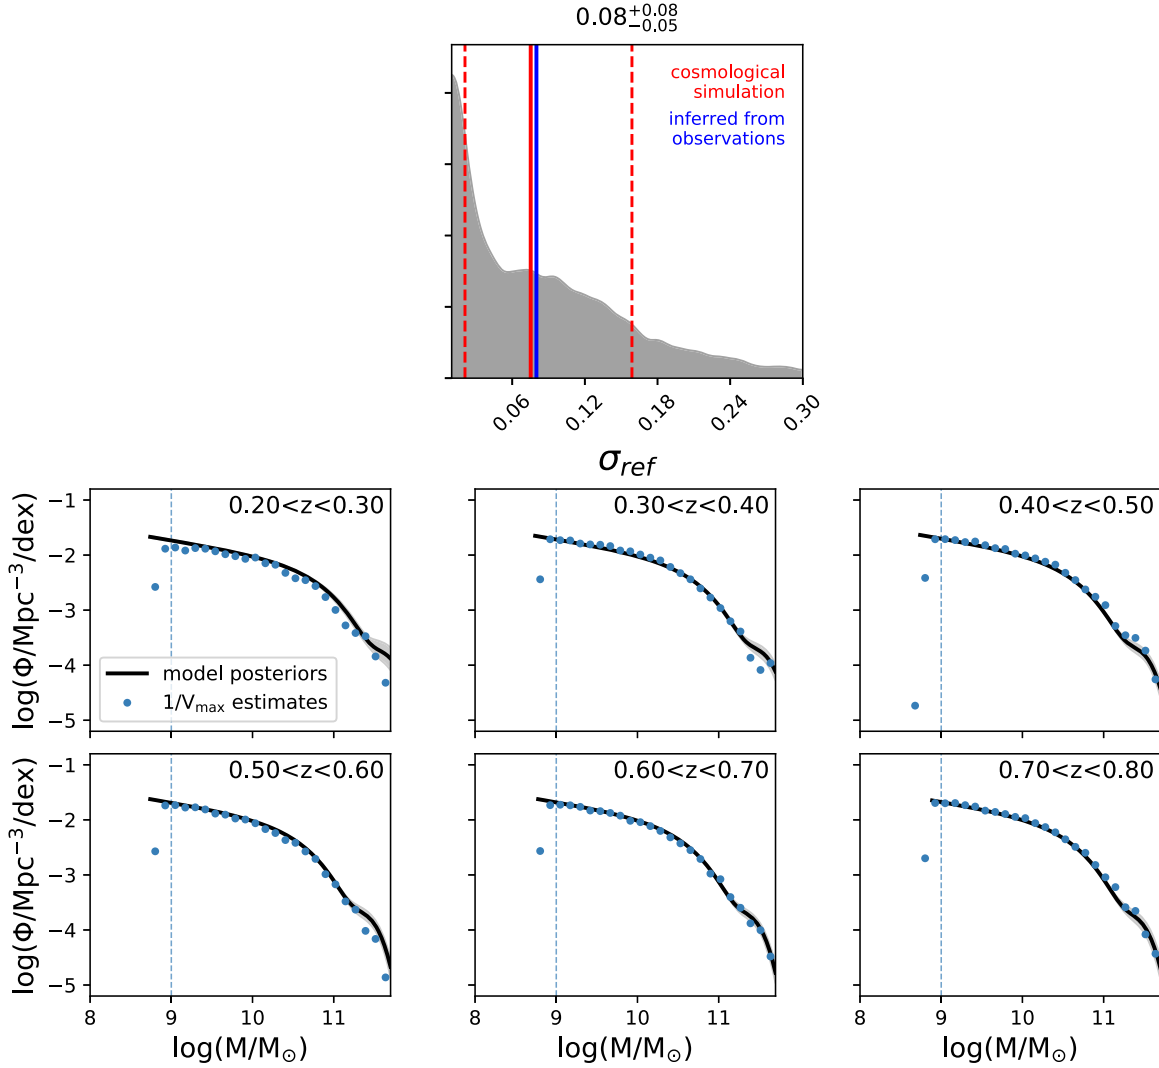 0.08+0.08−0.05
cosmological
simulation
inferred from
observations
0.06 0.12 0.18 0.24 0.30
σref
log(Φ/Mpc−3/dex)
−1
−2
−3
−4
−5
0.20<z<0.30
model posteriors
1/Vmax estimates
0.30<z<0.40
0.40<z<0.50
log(Φ/Mpc−3/dex)
−1
−2
−3
−4
−5
0.50<z<0.60
0.60<z<0.70
0.70<z<0.80
8 9 10 11
8 9 10 11
8 9 10 11
log(M/M⊙)
log(M/M⊙)
log(M/M⊙)